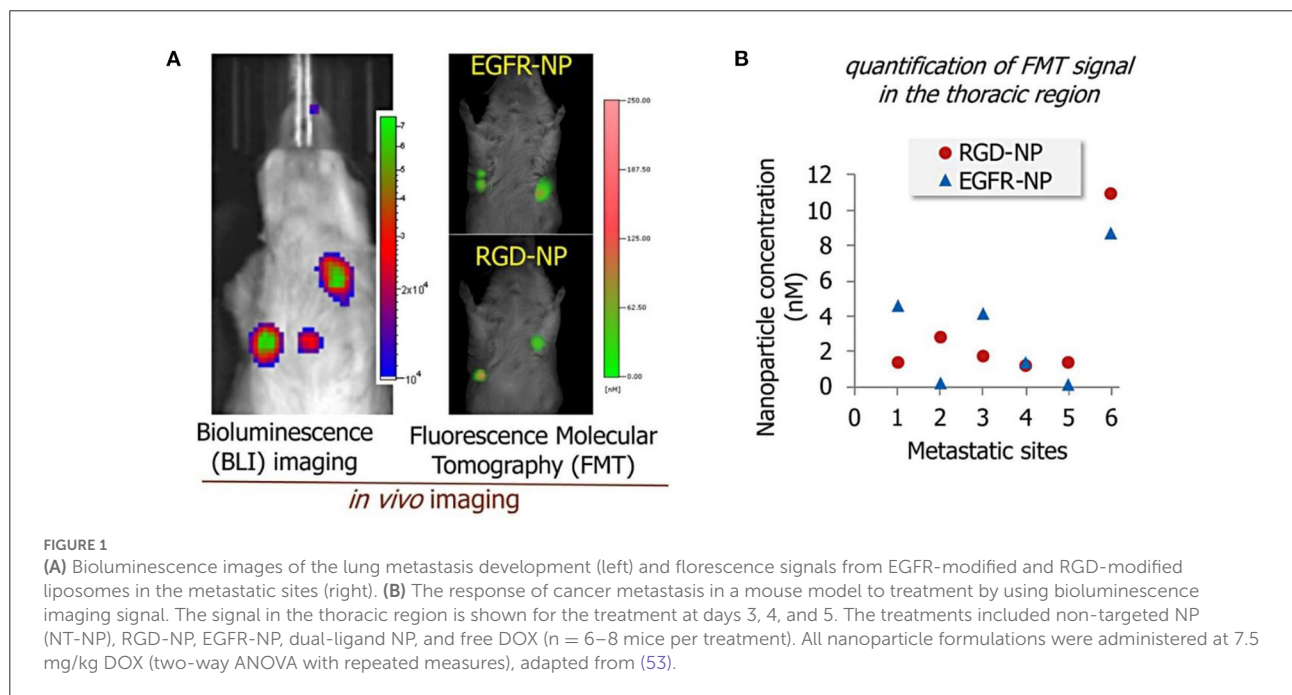 A
EGFR-NP
RGD-NP
7
6
5
4
3
2x10⁴
10⁴
250.00
187.50
125.00
62.50
0.00
[nM]
Bioluminescence
(BLI) imaging
Fluorescence Molecular
Tomography (FMT)
in vivo imaging
B
quantification of FMT signal
in the thoracic region
RGD-NP
EGFR-NP
Nanoparticle concentration
(nM)
12
10
8
6
4
2
0
0 1 2 3 4 5 6
Metastatic sites
FIGURE 1
(A) Bioluminescence images of the lung metastasis development (left) and florescence signals from EGFR-modified and RGD-modified
liposomes in the metastatic sites (right). (B) The response of cancer metastasis in a mouse model to treatment by using bioluminescence
imaging signal. The signal in the thoracic region is shown for the treatment at days 3, 4, and 5. The treatments included non-targeted NP
(NT-NP), RGD-NP, EGFR-NP, dual-ligand NP, and free DOX (n = 6–8 mice per treatment). All nanoparticle formulations were administered at 7.5
mg/kg DOX (two-way ANOVA with repeated measures), adapted from (53).